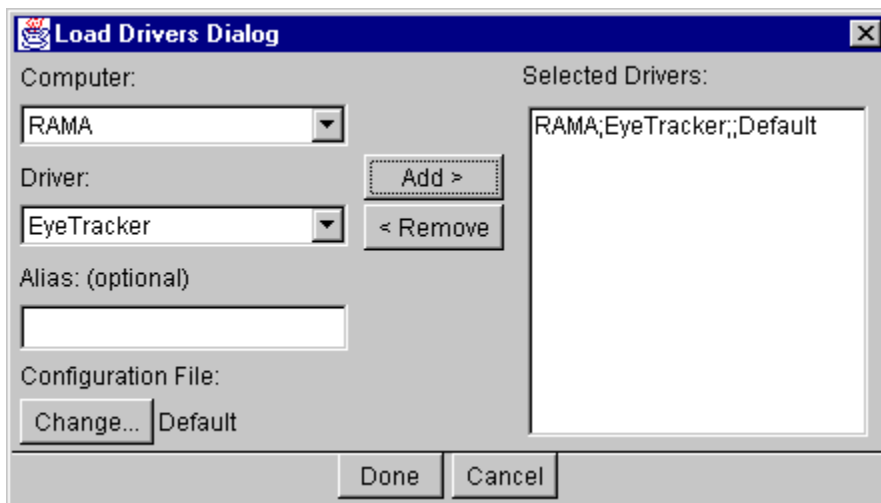 Load Drivers Dialog
Computer:
RAMA
Driver:
EyeTracker
Alias: (optional)
Configuration File:
Change... Default
Add >
< Remove
Selected Drivers:
RAMA;EyeTracker;;Default
Done
Cancel